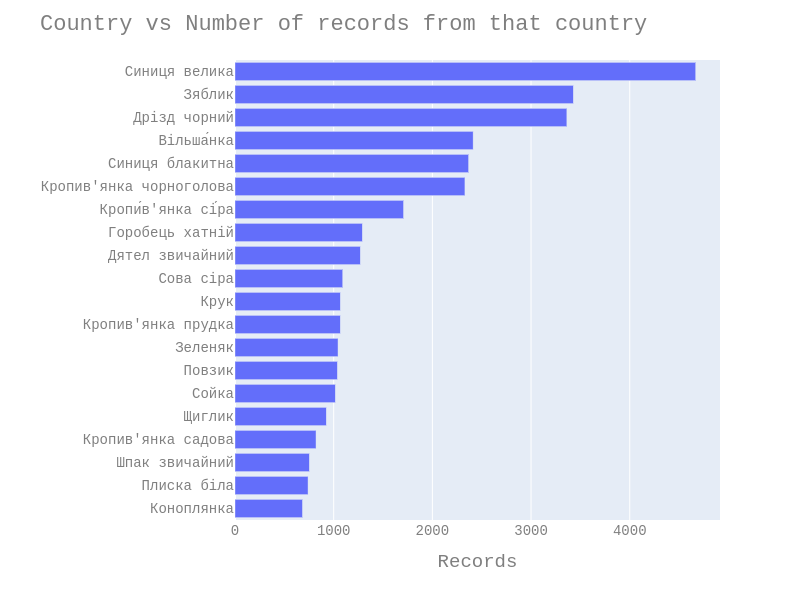 Country vs Number of records from that country
Синиця велика
Зяблик
Дрізд чорний
Вільша́нка
Синиця блакитна
Кропив'янка чорноголова
Кропи́в'янка сі́ра
Горобець хатній
Дятел звичайний
Сова сіра
Крук
Кропив'янка прудка
Зеленяк
Повзик
Сойка
Щиглик
Кропив'янка садова
Шпак звичайний
Плиска біла
Коноплянка
0 1000 2000 3000 4000
Records